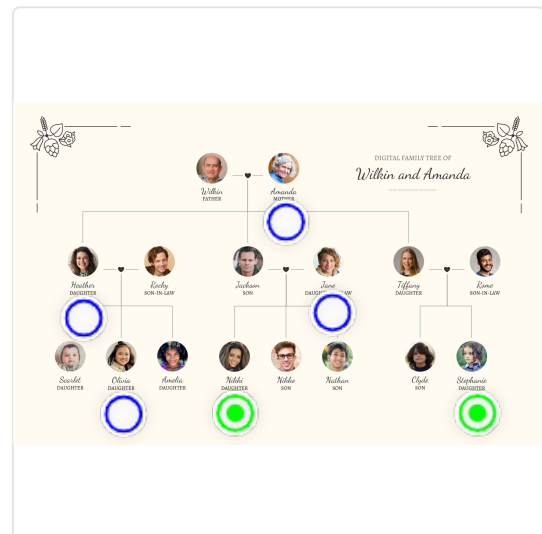 DIGITAL FAMILY TREE OF
Wilkin and Amanda
Wilkin
FATHER
Amanda
MOTHER
Heather
DAUGHTER
Rocky
SON-IN-LAW
Jackson
SON
Jane
Tiffany
DAUGHTER
Rome
SON-IN-LAW
Scarlet
DAUGHTER
Olivia
DAUGHTER
Amelia
DAUGHTER
Nikki
DAUGHTER
Nikko
SON
Nathan
SON
Clyde
SON
Stephanie
DAUGHTER